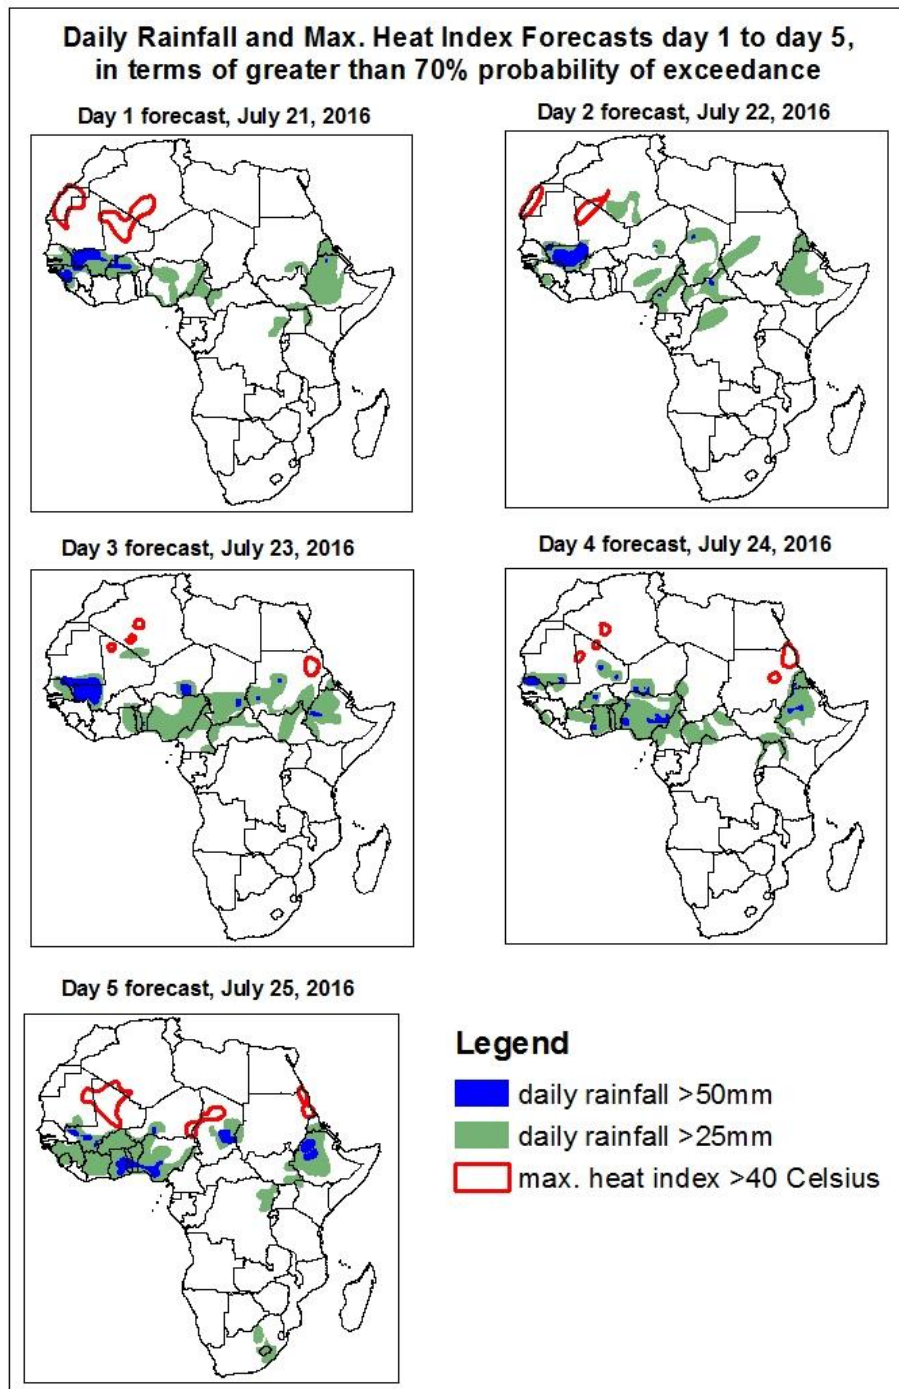 Daily Rainfall and Max. Heat Index Forecasts day 1 to day 5,
in terms of greater than 70% probability of exceedance
Day 1 forecast, July 21, 2016
Day 2 forecast, July 22, 2016
Day 3 forecast, July 23, 2016
Day 4 forecast, July 24, 2016
Day 5 forecast, July 25, 2016
Legend
daily rainfall >50mm
daily rainfall >25mm
max. heat index >40 Celsius